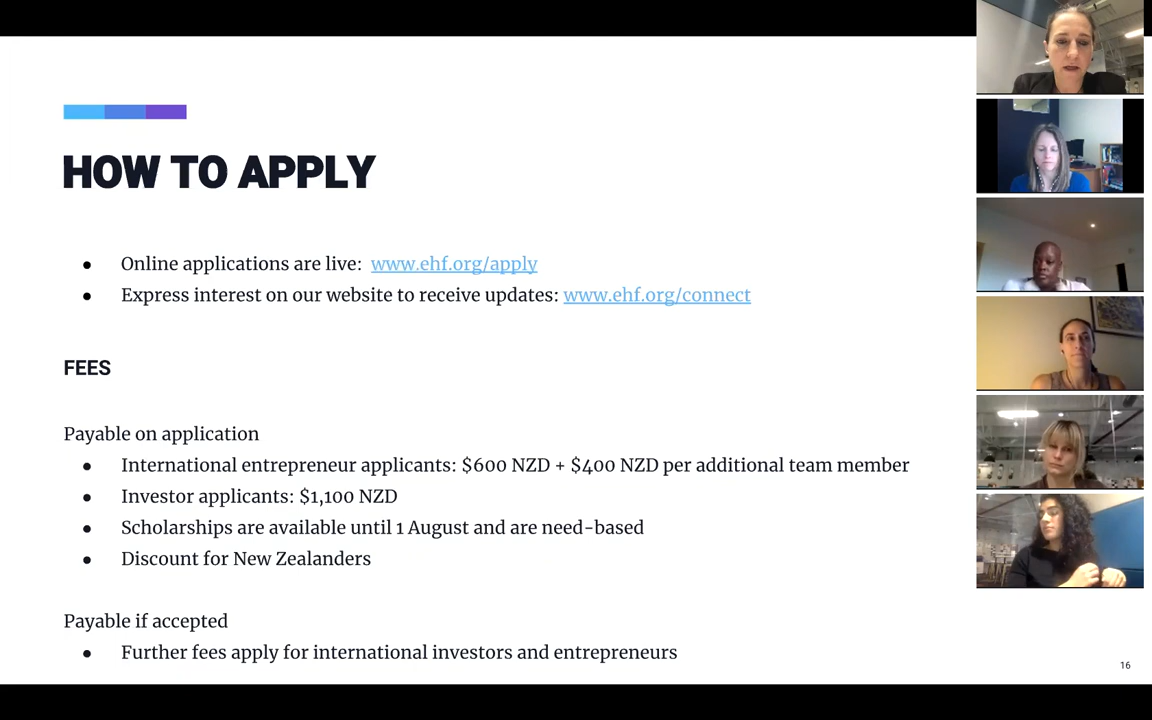 HOW TO APPLY
● Online applications are live: www.ehf.org/apply
● Express interest on our website to receive updates: www.ehf.org/connect
FEES
Payable on application
● International entrepreneur applicants: $600 NZD + $400 NZD per additional team member
● Investor applicants: $1,100 NZD
● Scholarships are available until 1 August and are need-based
● Discount for New Zealanders
Payable if accepted
● Further fees apply for international investors and entrepreneurs
16